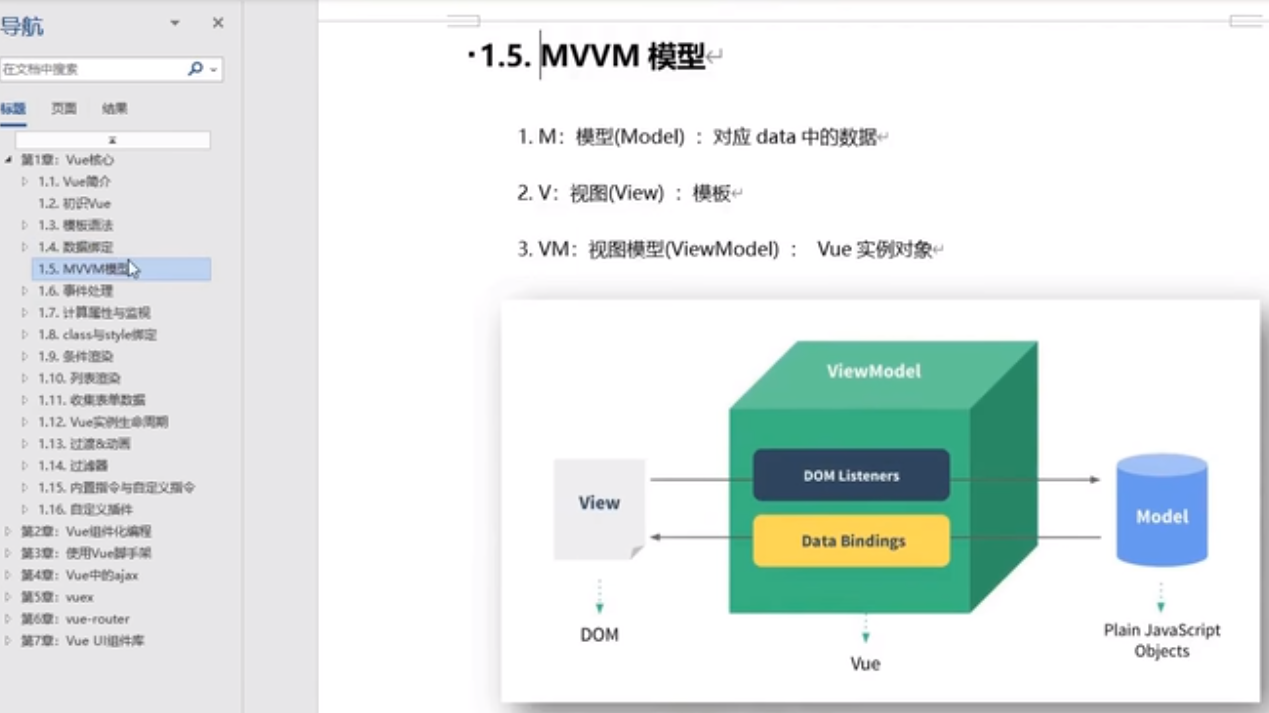 导航
在文档中搜索
标题 页面 结果
第1章：Vue核心
1.1. Vue简介
1.2. 初识Vue
1.3. 模板语法
1.4. 数据绑定
1.5. MVVM模型
1.6. 事件处理
1.7. 计算属性与监视
1.8. class与style绑定
1.9. 条件渲染
1.10. 列表渲染
1.11. 收集表单数据
1.12. Vue实例生命周期
1.13. 过渡&动画
1.14. 过滤器
1.15. 内置指令与自定义指令
1.16. 自定义插件
第2章：Vue组件化编程
第3章：使用Vue脚手架
第4章：Vue中的ajax
第5章：vuex
第6章：vue-router
第7章：Vue UI组件库
1.5. MVVM 模型
1. M：模型(Model) ：对应 data 中的数据
2. V：视图(View) ：模板
3. VM：视图模型(ViewModel) ： Vue 实例对象
ViewModel
DOM Listeners
View
Model
Data Bindings
DOM
Vue
Plain JavaScript
Objects